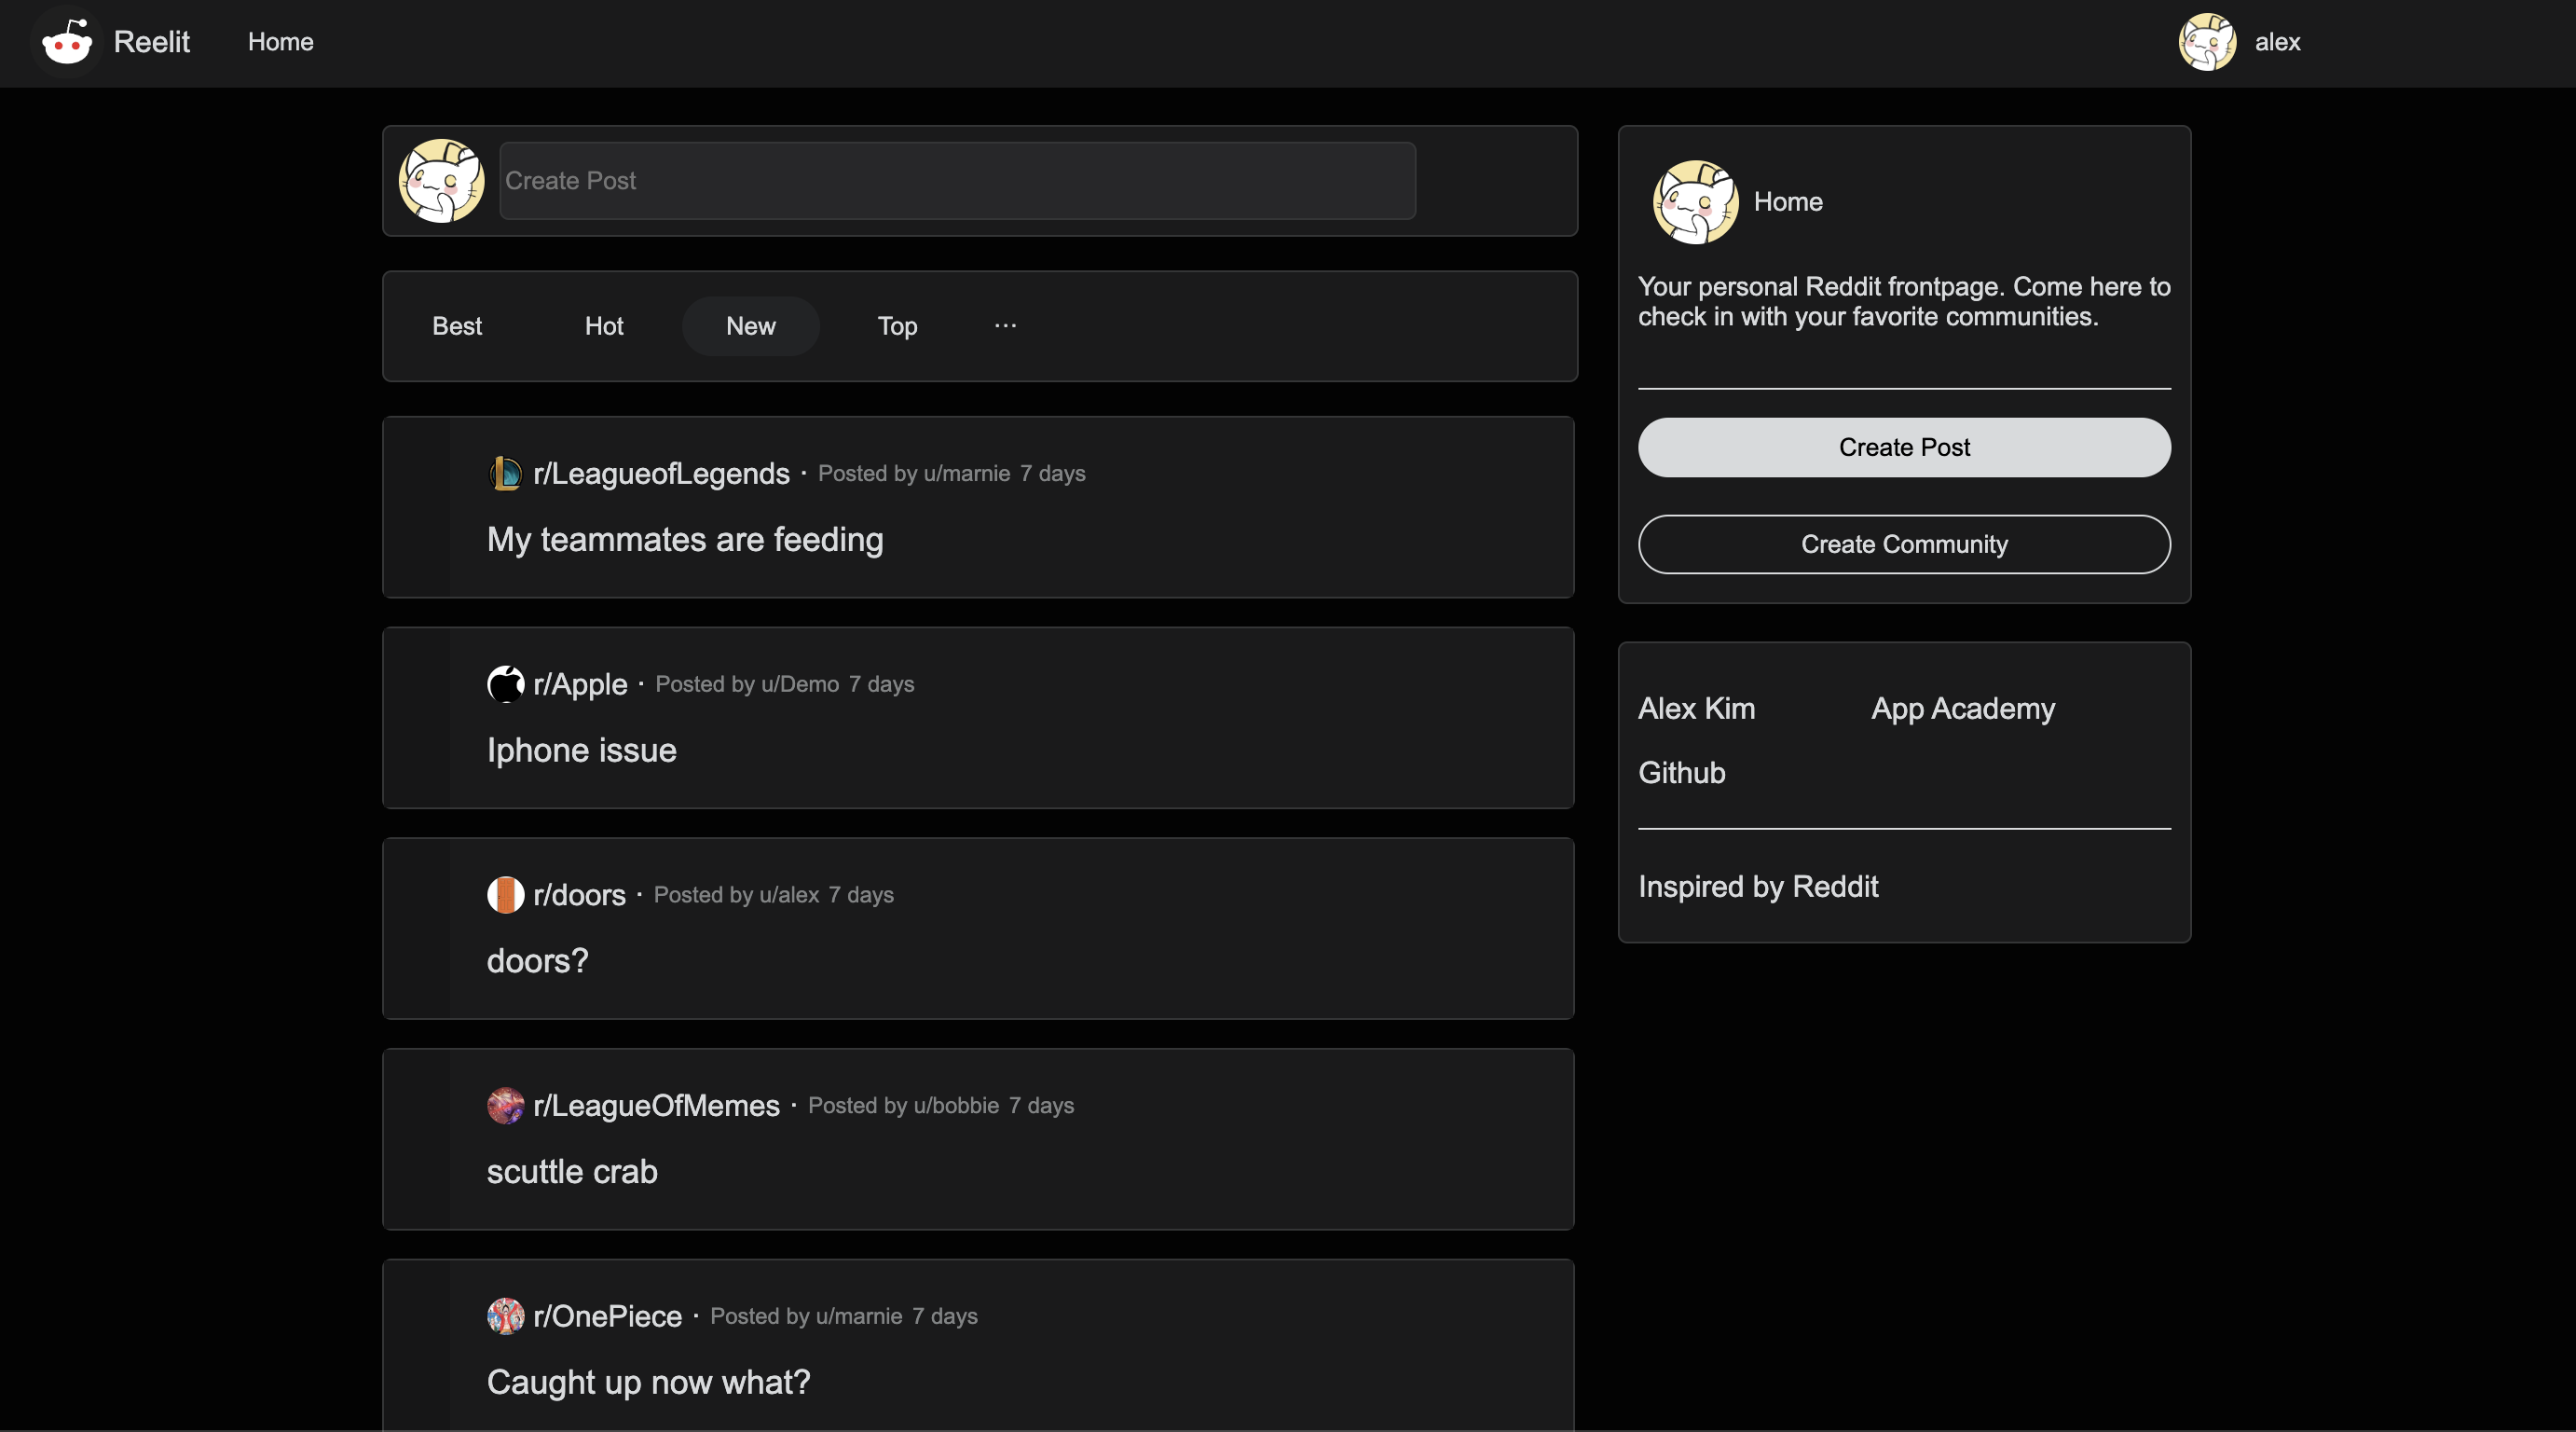 Reelit Home alex
Create Post
Best Hot New Top ···
r/LeagueofLegends · Posted by u/marnie 7 days
My teammates are feeding
r/Apple · Posted by u/Demo 7 days
Iphone issue
r/doors · Posted by u/alex 7 days
doors?
r/LeagueOfMemes · Posted by u/bobbie 7 days
scuttle crab
r/OnePiece · Posted by u/marnie 7 days
Caught up now what?
Home
Your personal Reddit frontpage. Come here to
check in with your favorite communities.
Create Post
Create Community
Alex Kim App Academy
Github
Inspired by Reddit